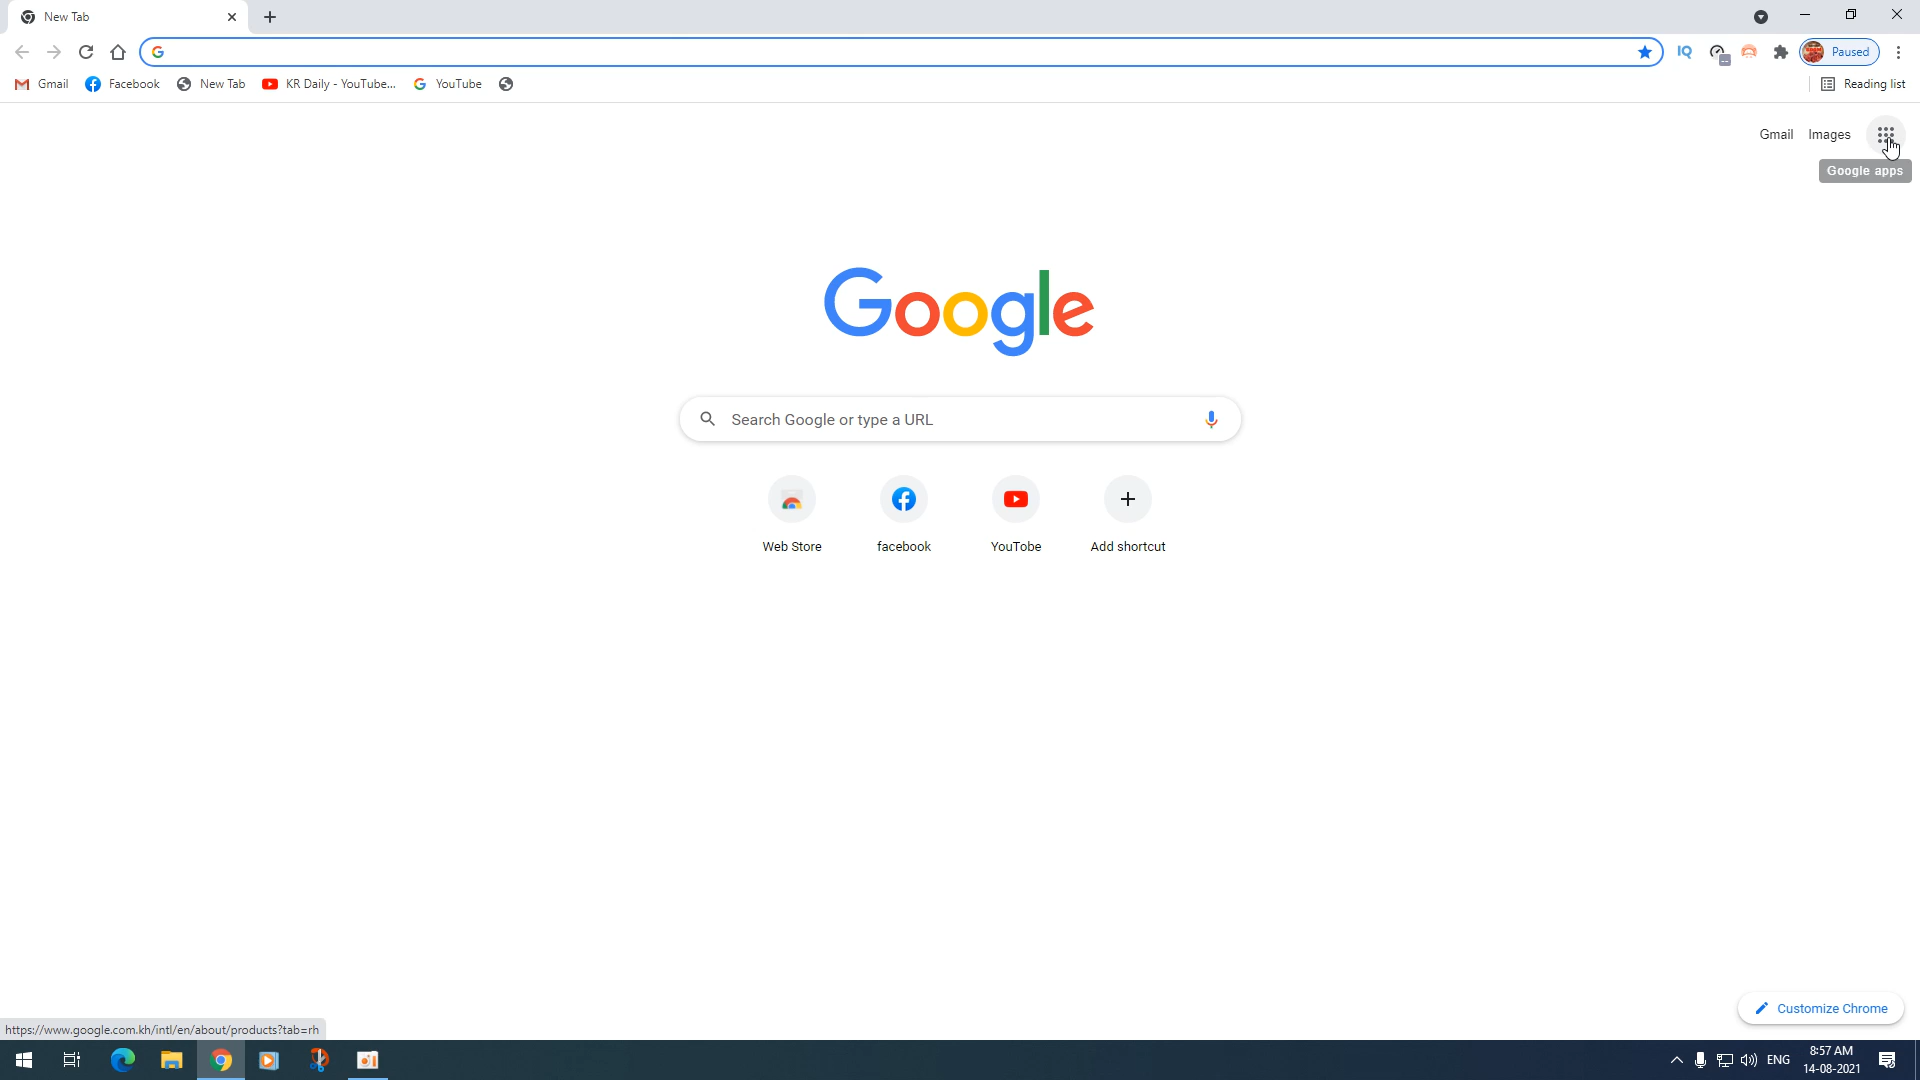 New Tab
Paused
Gmail Facebook New Tab KR Daily - YouTube... YouTube Reading list
Gmail Images
Google apps
Google
Search Google or type a URL
Web Store facebook YouTobe Add shortcut
Customize Chrome
https://www.google.com.kh/intl/en/about/products?tab=rh
ENG 8:57 AM
14-08-2021